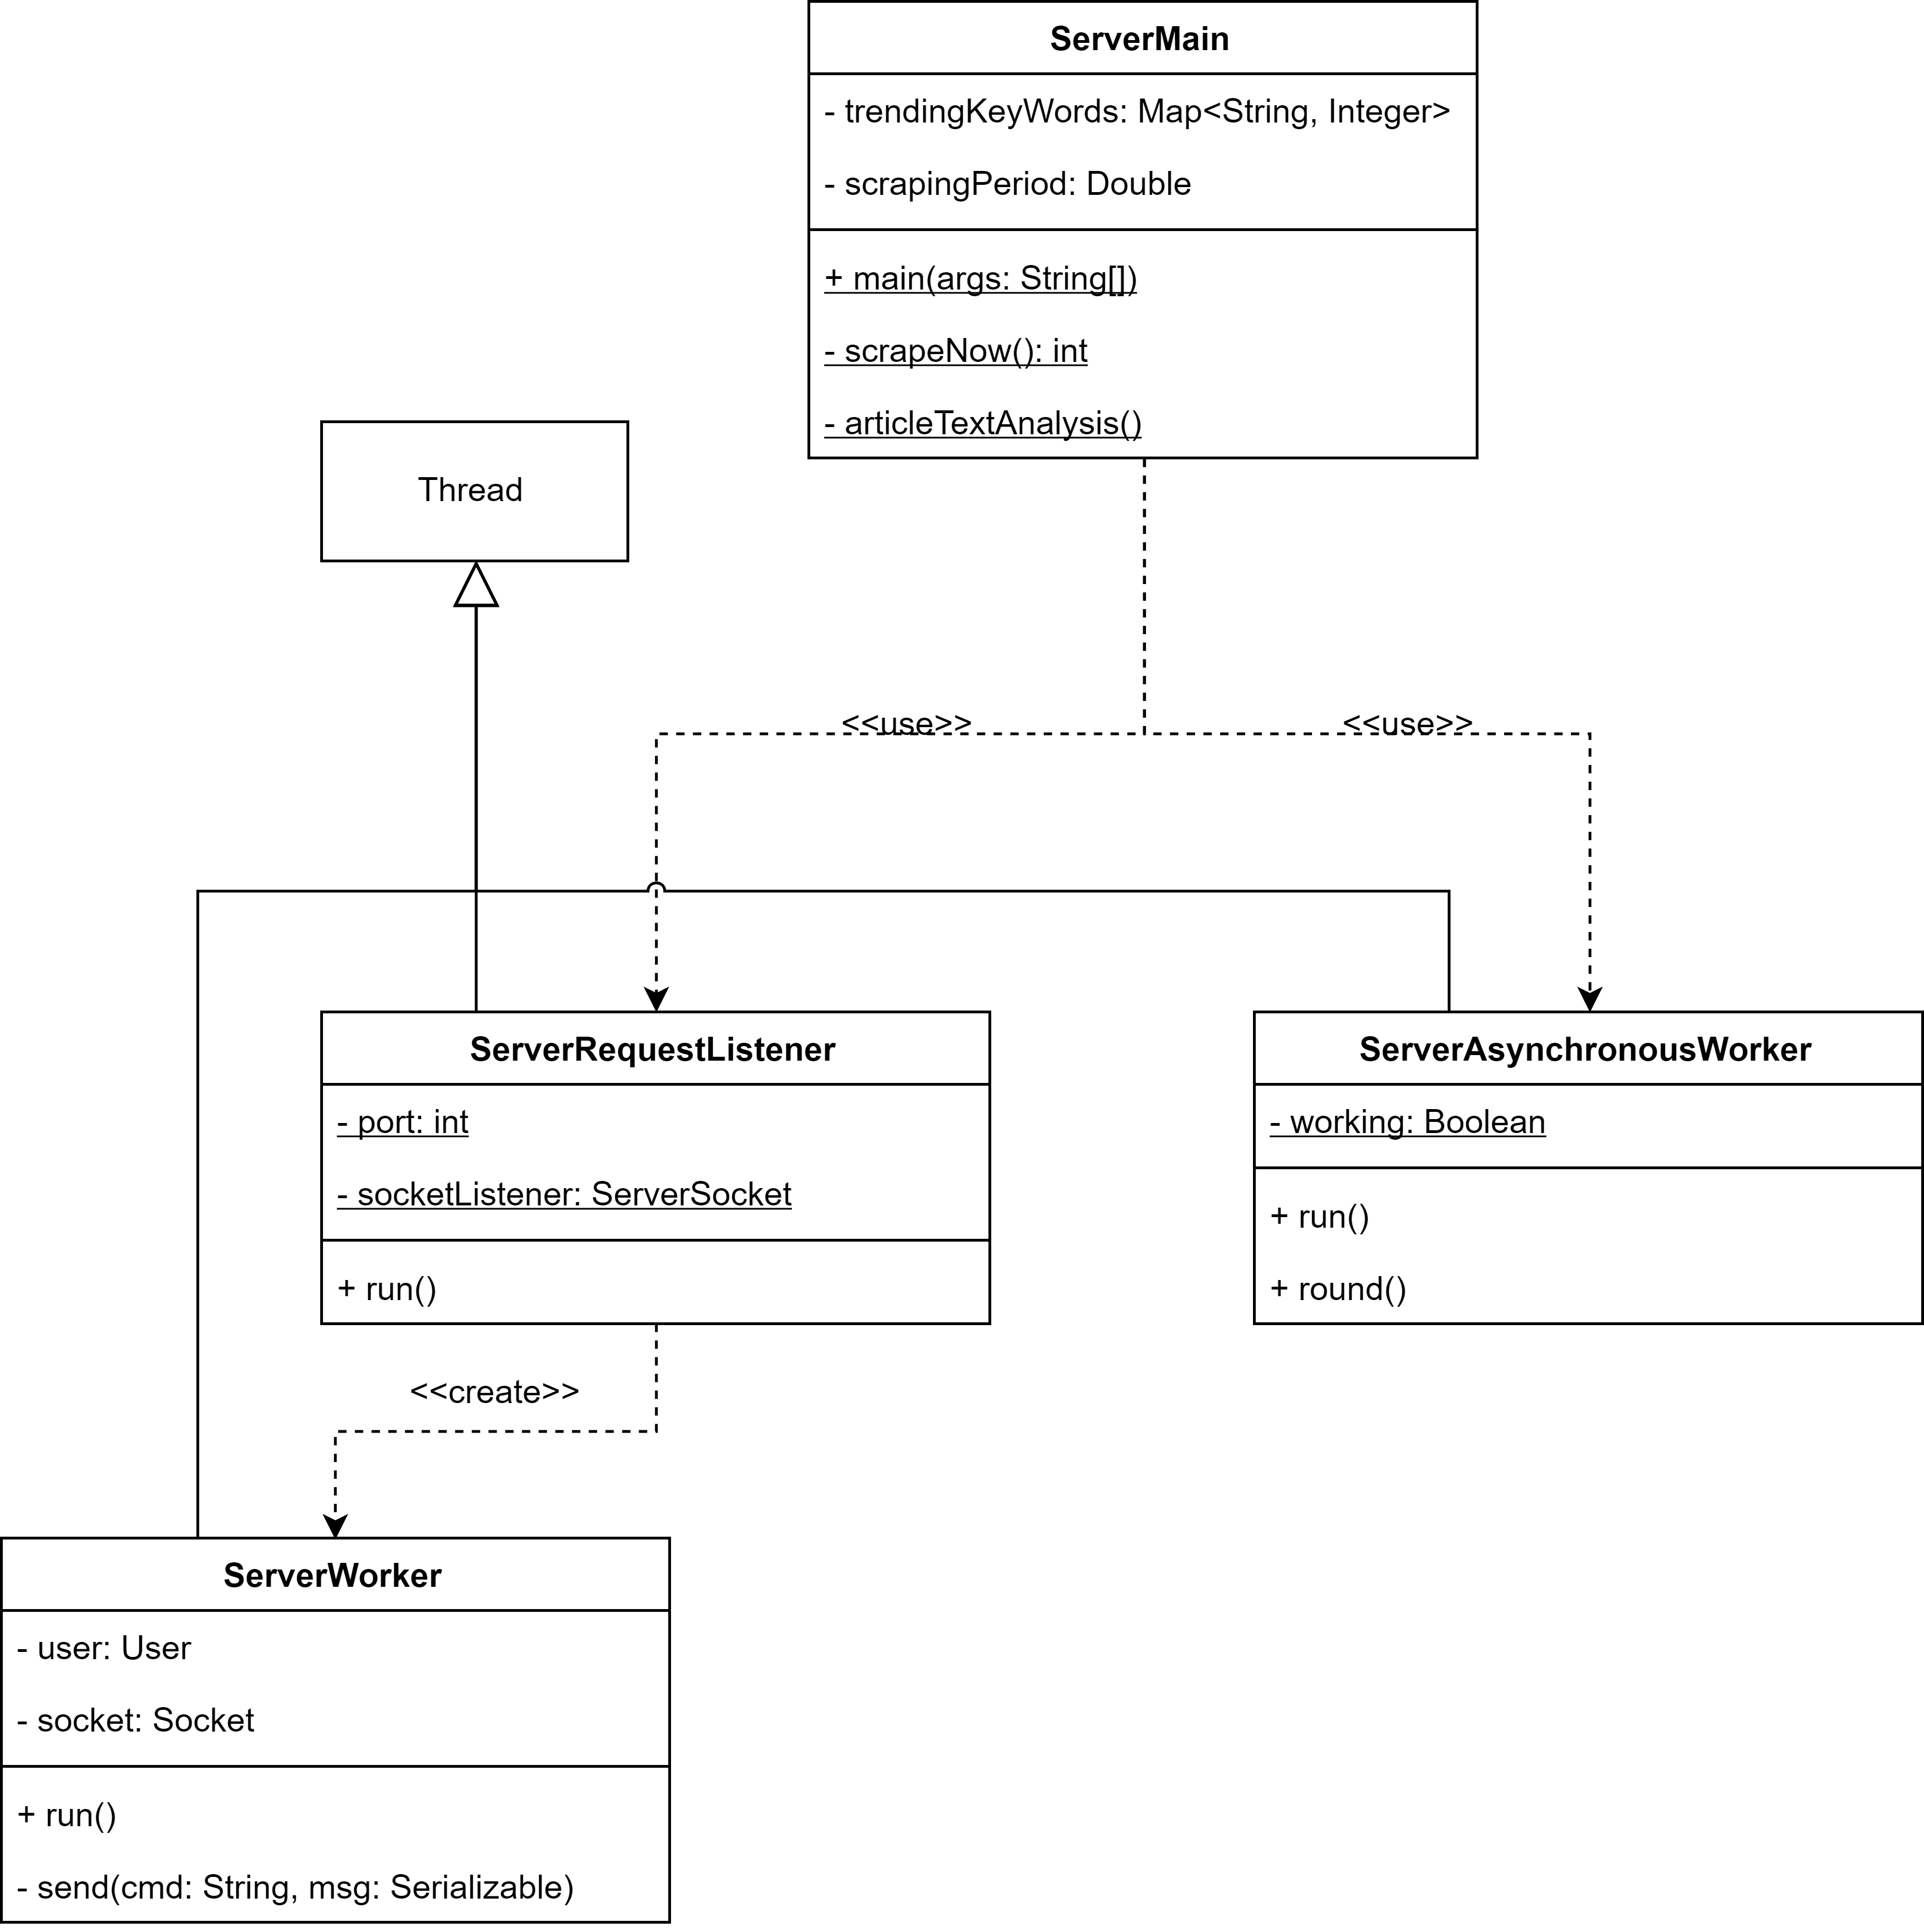 ServerMain
- trendingKeyWords: Map<String, Integer>
- scrapingPeriod: Double
+ main(args: String[])
- scrapeNow(): int
- articleTextAnalysis()
Thread
<<use>>
<<use>>
ServerRequestListener
- port: int
- socketListener: ServerSocket
+ run()
ServerAsynchronousWorker
- working: Boolean
+ run()
+ round()
<<create>>
ServerWorker
- user: User
- socket: Socket
+ run()
- send(cmd: String, msg: Serializable)